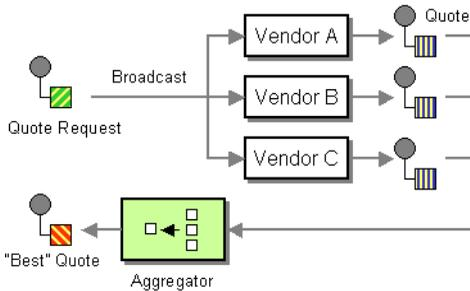 Vendor A
Quote
Broadcast
Vendor B
Quote Request
Vendor C
"Best" Quote
Aggregator